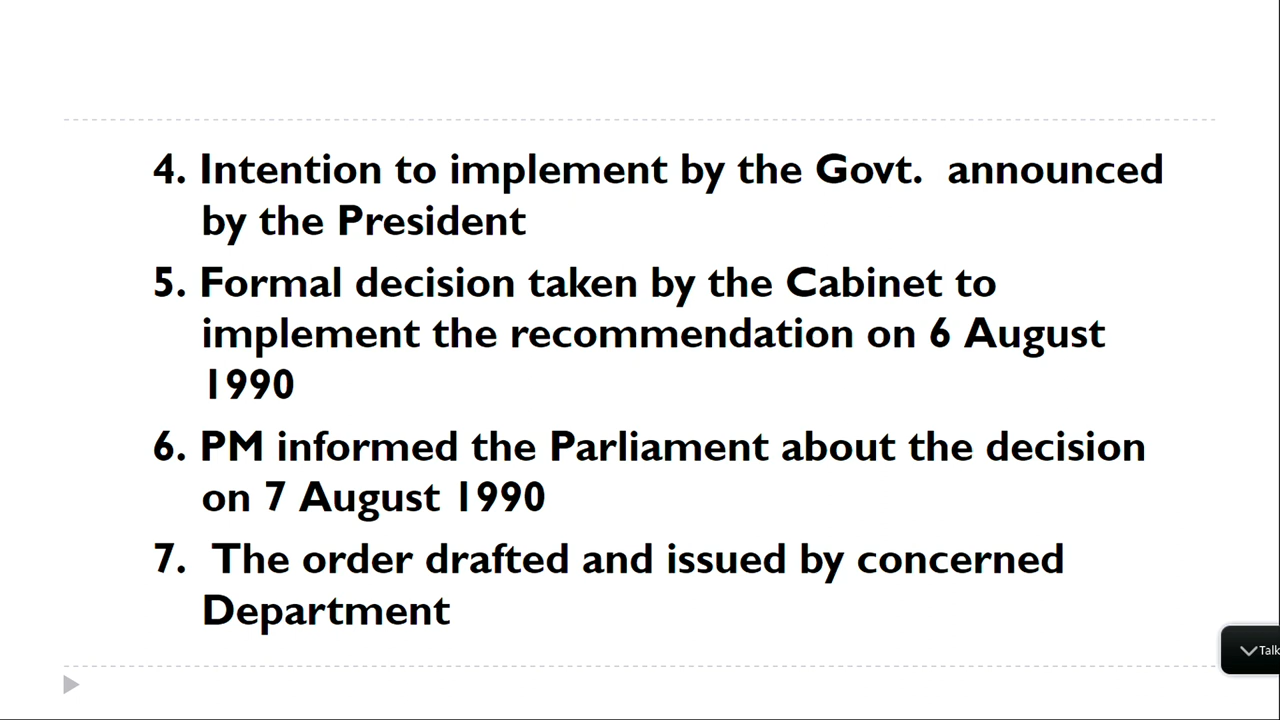 4. Intention to implement by the Govt.  announced
by the President
5. Formal decision taken by the Cabinet to
implement the recommendation on 6 August
1990
6. PM informed the Parliament about the decision
on 7 August 1990
7.  The order drafted and issued by concerned
Department
Talk